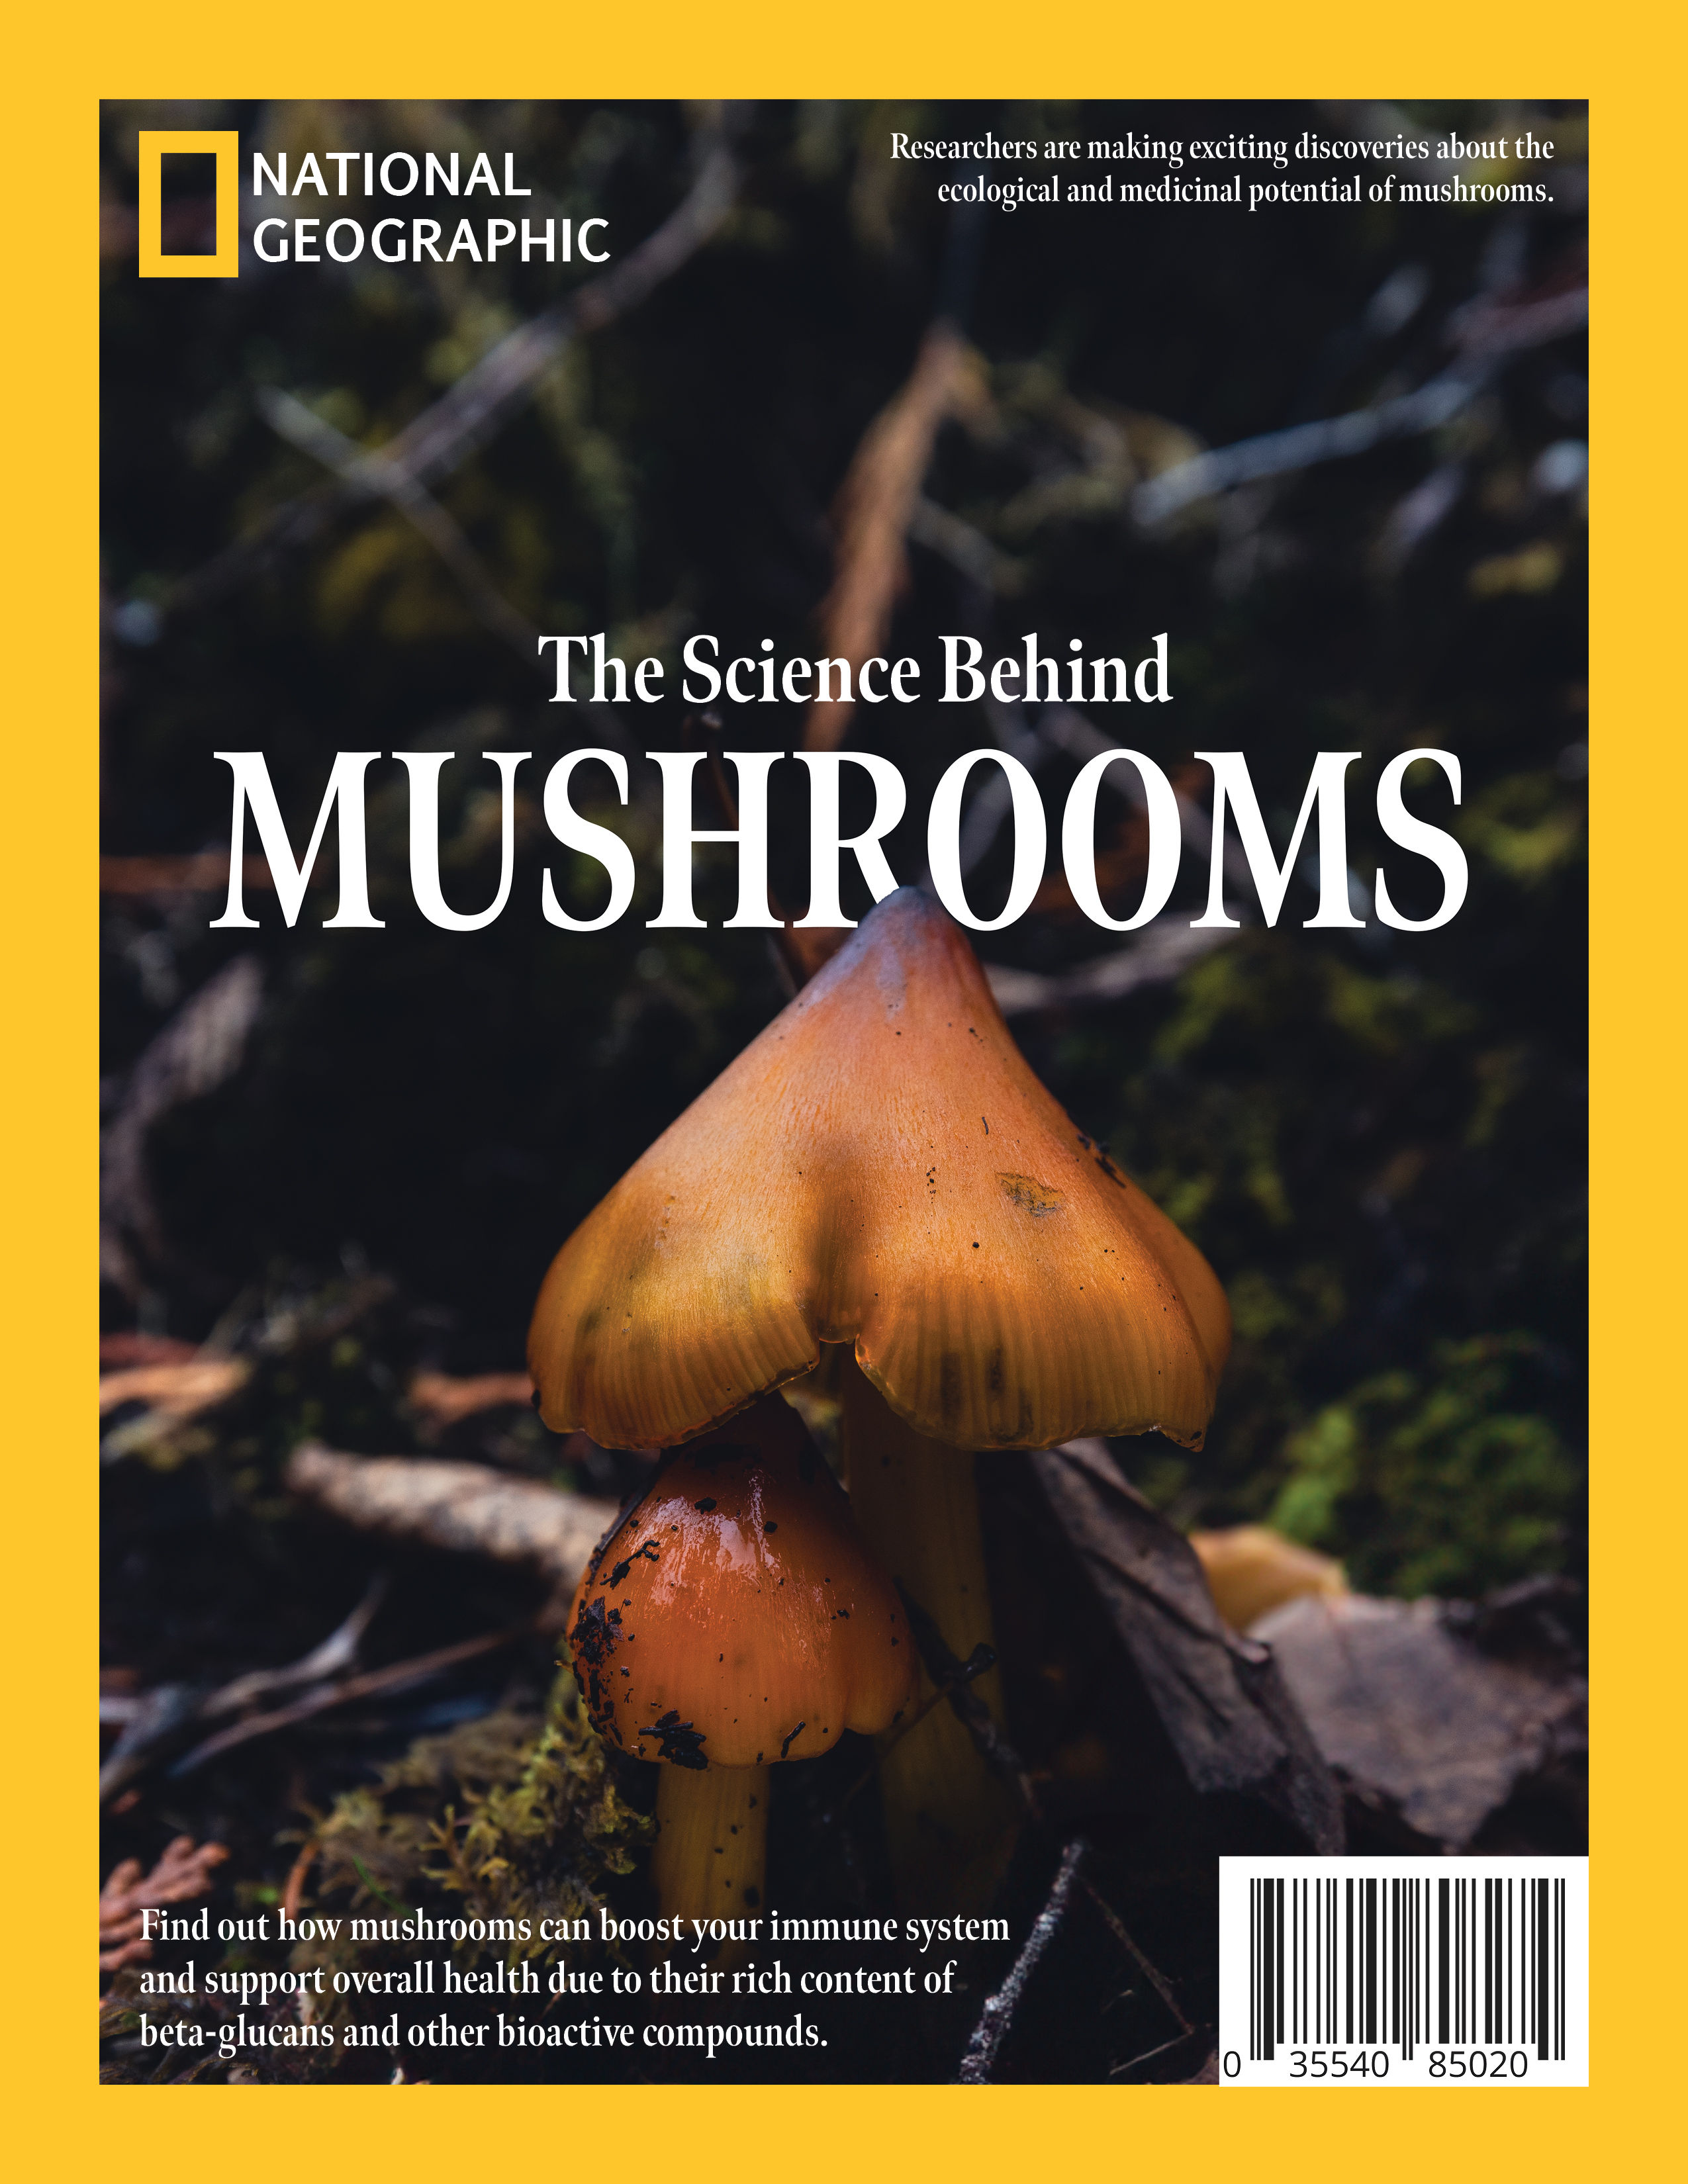 NATIONAL
GEOGRAPHIC
Researchers are making exciting discoveries about the
ecological and medicinal potential of mushrooms.
The Science Behind
MUSHROOMS
Find out how mushrooms can boost your immune system
and support overall health due to their rich content of
beta-glucans and other bioactive compounds.
0 35540 85020